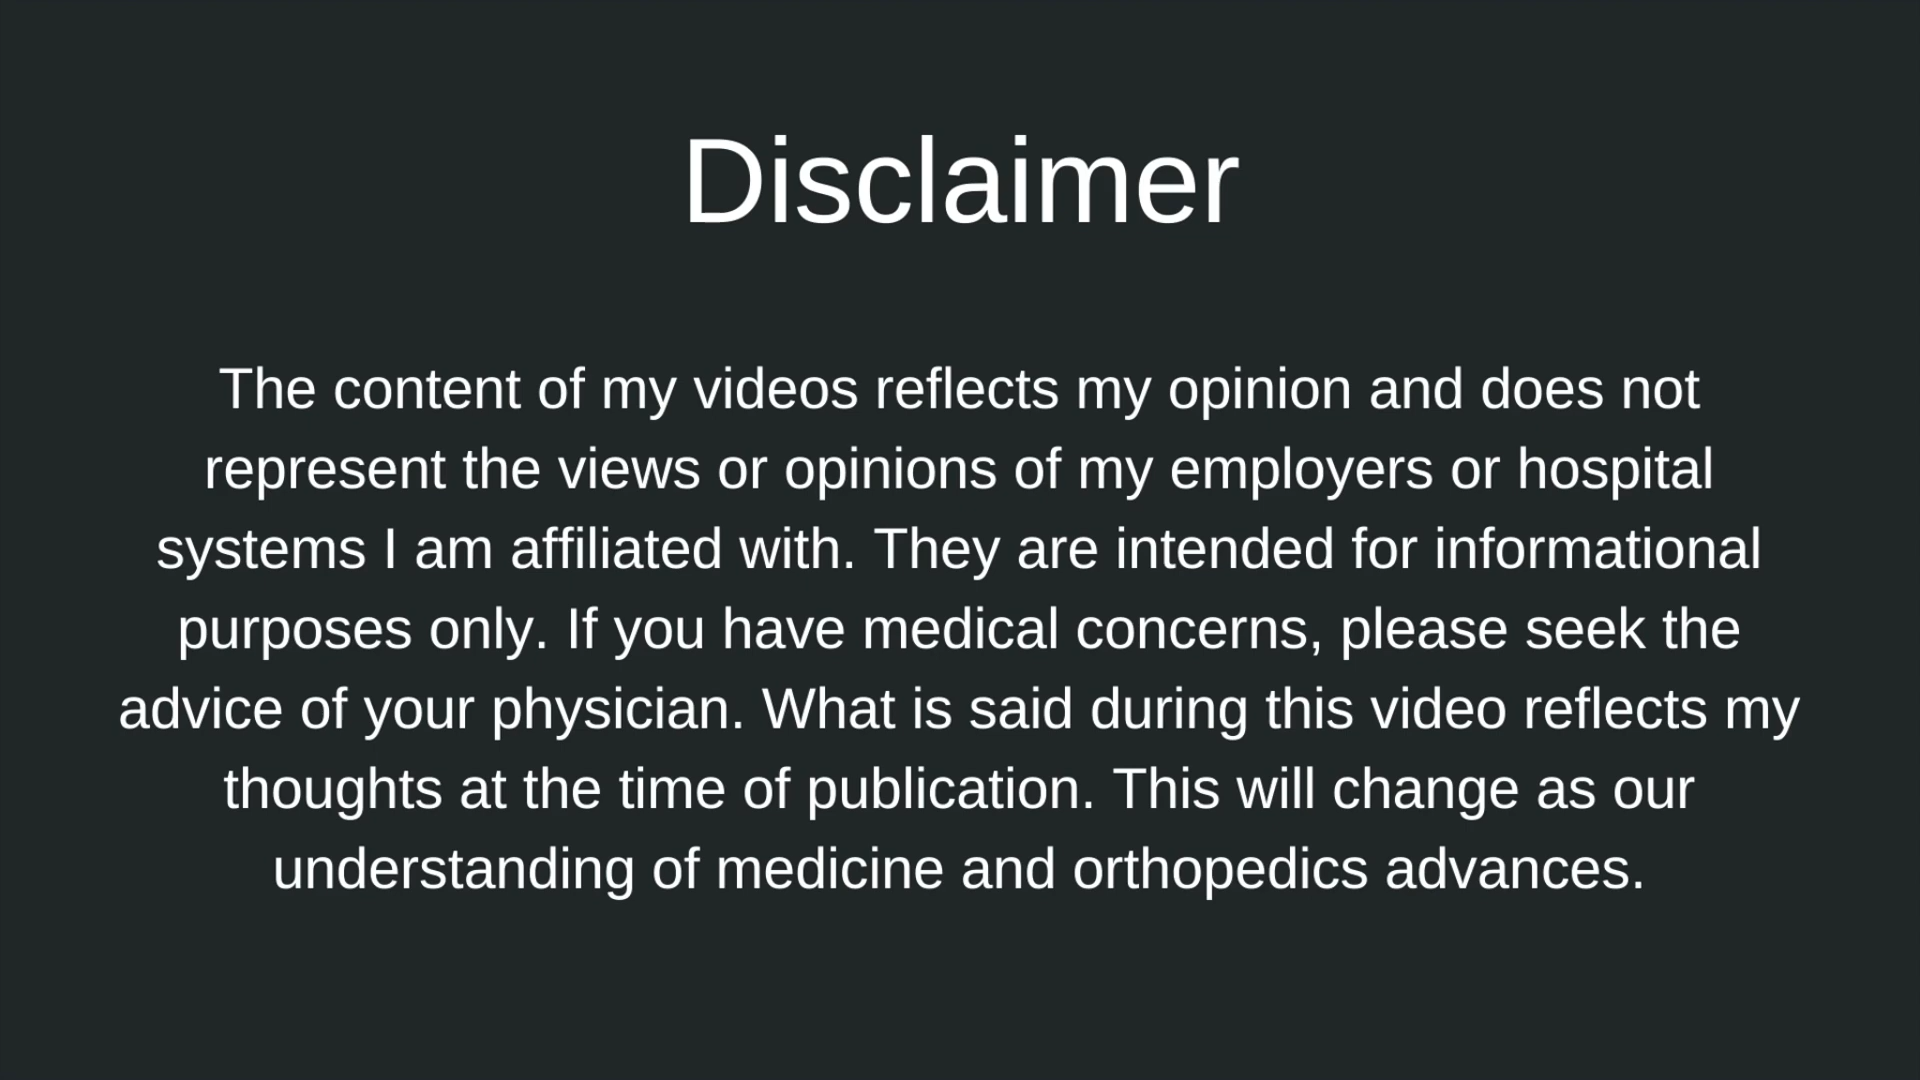 Disclaimer
The content of my videos reflects my opinion and does not
represent the views or opinions of my employers or hospital
systems I am affiliated with. They are intended for informational
purposes only. If you have medical concerns, please seek the
advice of your physician. What is said during this video reflects my
thoughts at the time of publication. This will change as our
understanding of medicine and orthopedics advances.